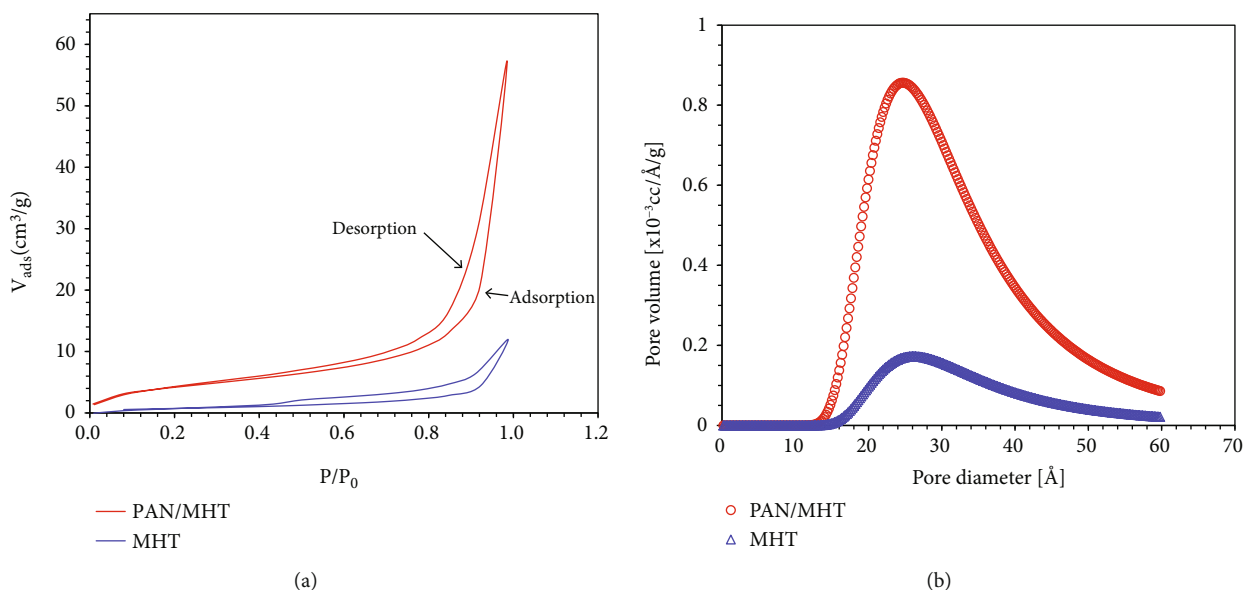 60
50
40
30
20
10
0
V_ads(cm³/g)
Desorption
Adsorption
0.0 0.2 0.4 0.6 0.8 1.0 1.2
P/P₀
PAN/MHT
MHT
(a)
1
0.8
0.6
0.4
0.2
0
Pore volume [x10⁻³cc/Å/g]
0 10 20 30 40 50 60 70
Pore diameter [Å]
PAN/MHT
MHT
(b)